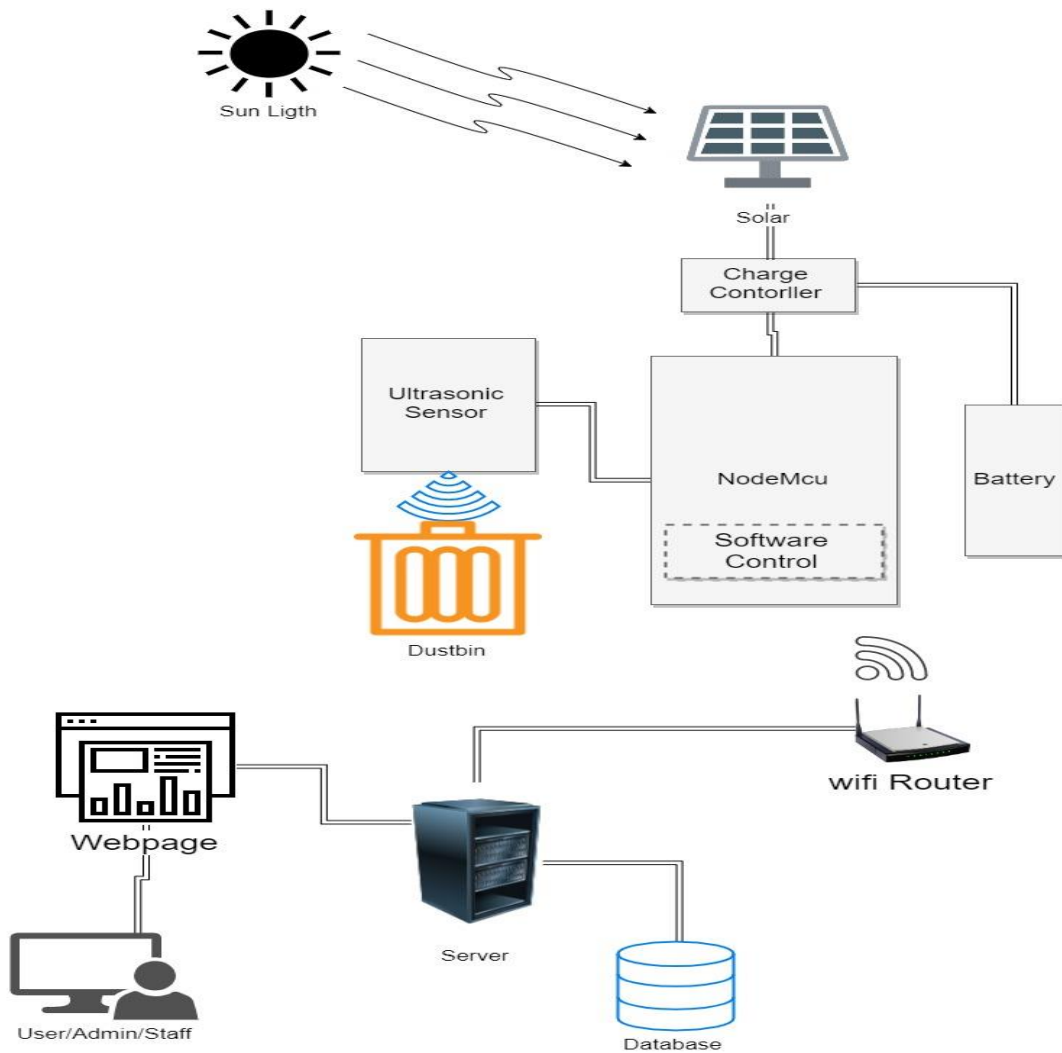 Sun Ligth
Solar
Charge
Contorller
Ultrasonic
Sensor
NodeMcu
Battery
Software
Control
Dustbin
wifi Router
Webpage
Server
User/Admin/Staff
Database